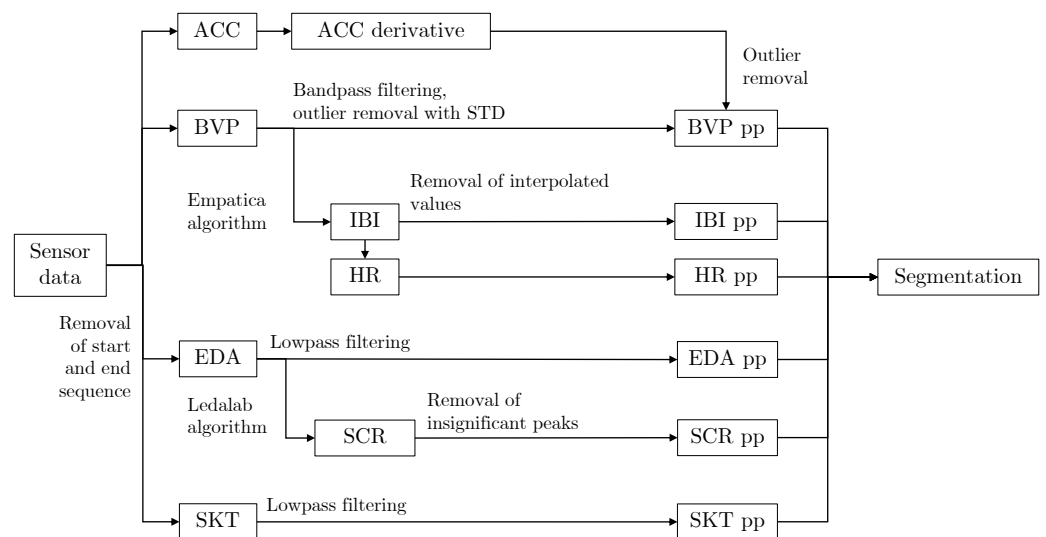 ACC
ACC derivative
Outlier
removal
Bandpass filtering,
outlier removal with STD
BVP
BVP pp
Empatica
algorithm
Removal of interpolated
values
IBI
IBI pp
Sensor
data
HR
HR pp
Segmentation
Removal
of start
and end
sequence
Lowpass filtering
EDA
EDA pp
Ledalab
algorithm
Removal of
insignificant peaks
SCR
SCR pp
Lowpass filtering
SKT
SKT pp